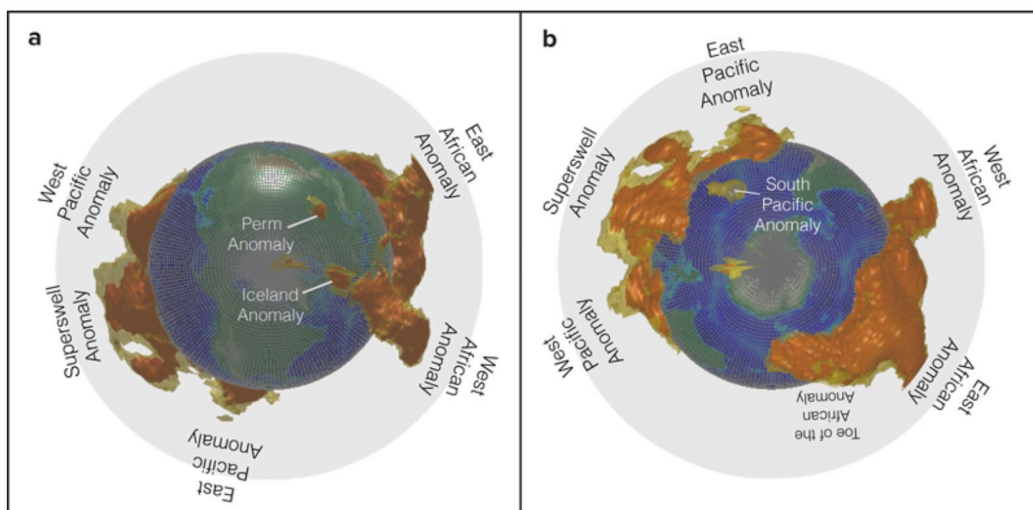 a
West
Pacific
Anomaly
East
African
Anomaly
Perm
Anomaly
Iceland
Anomaly
Superswell
Anomaly
West
African
Anomaly
East
Pacific
Anomaly
b
East
Pacific
Anomaly
Superswell
Anomaly
West
African
Anomaly
South
Pacific
Anomaly
West
Pacific
Anomaly
East
African
Anomaly
Toe of the
African
Anomaly